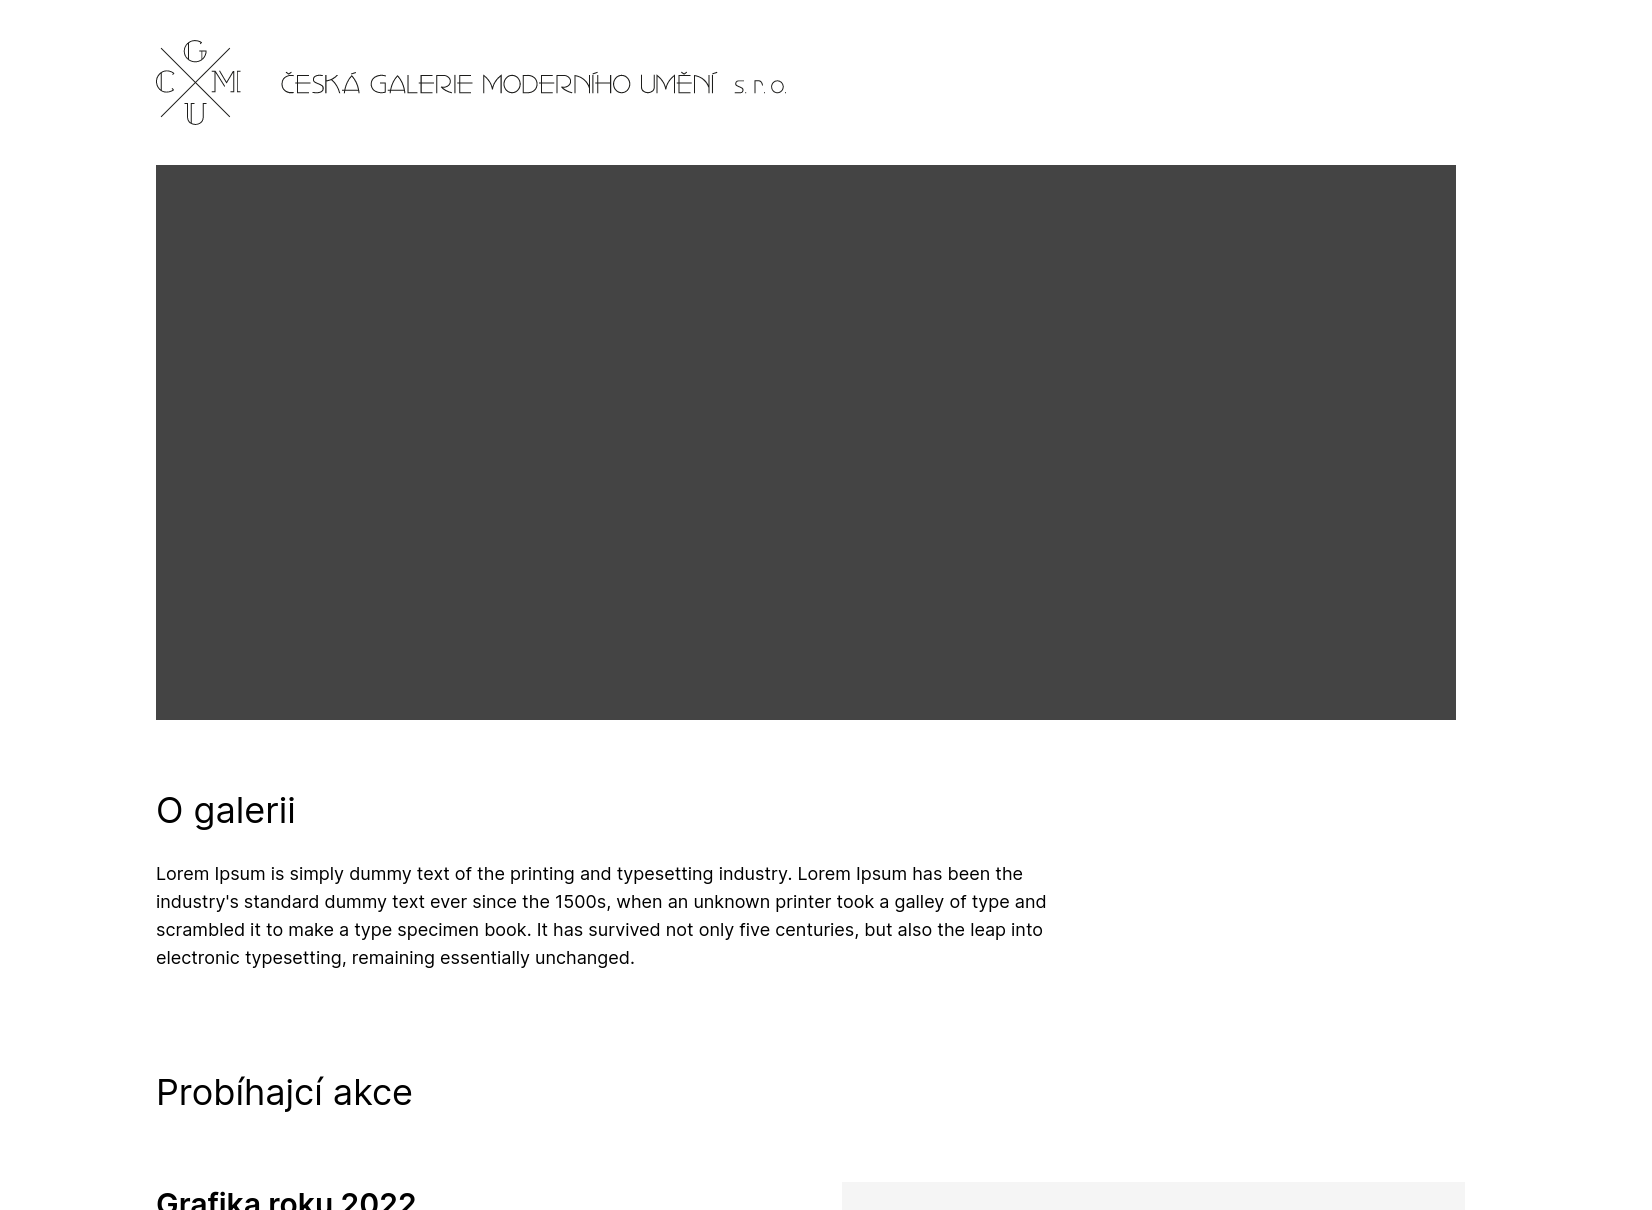 G
C M
U
ČESKÁ GALERIE MODERNÍHO UMĚNÍ s. r. o.
O galerii
Lorem Ipsum is simply dummy text of the printing and typesetting industry. Lorem Ipsum has been the
industry's standard dummy text ever since the 1500s, when an unknown printer took a galley of type and
scrambled it to make a type specimen book. It has survived not only five centuries, but also the leap into
electronic typesetting, remaining essentially unchanged.
Probíhajcí akce
Grafika roku 2022